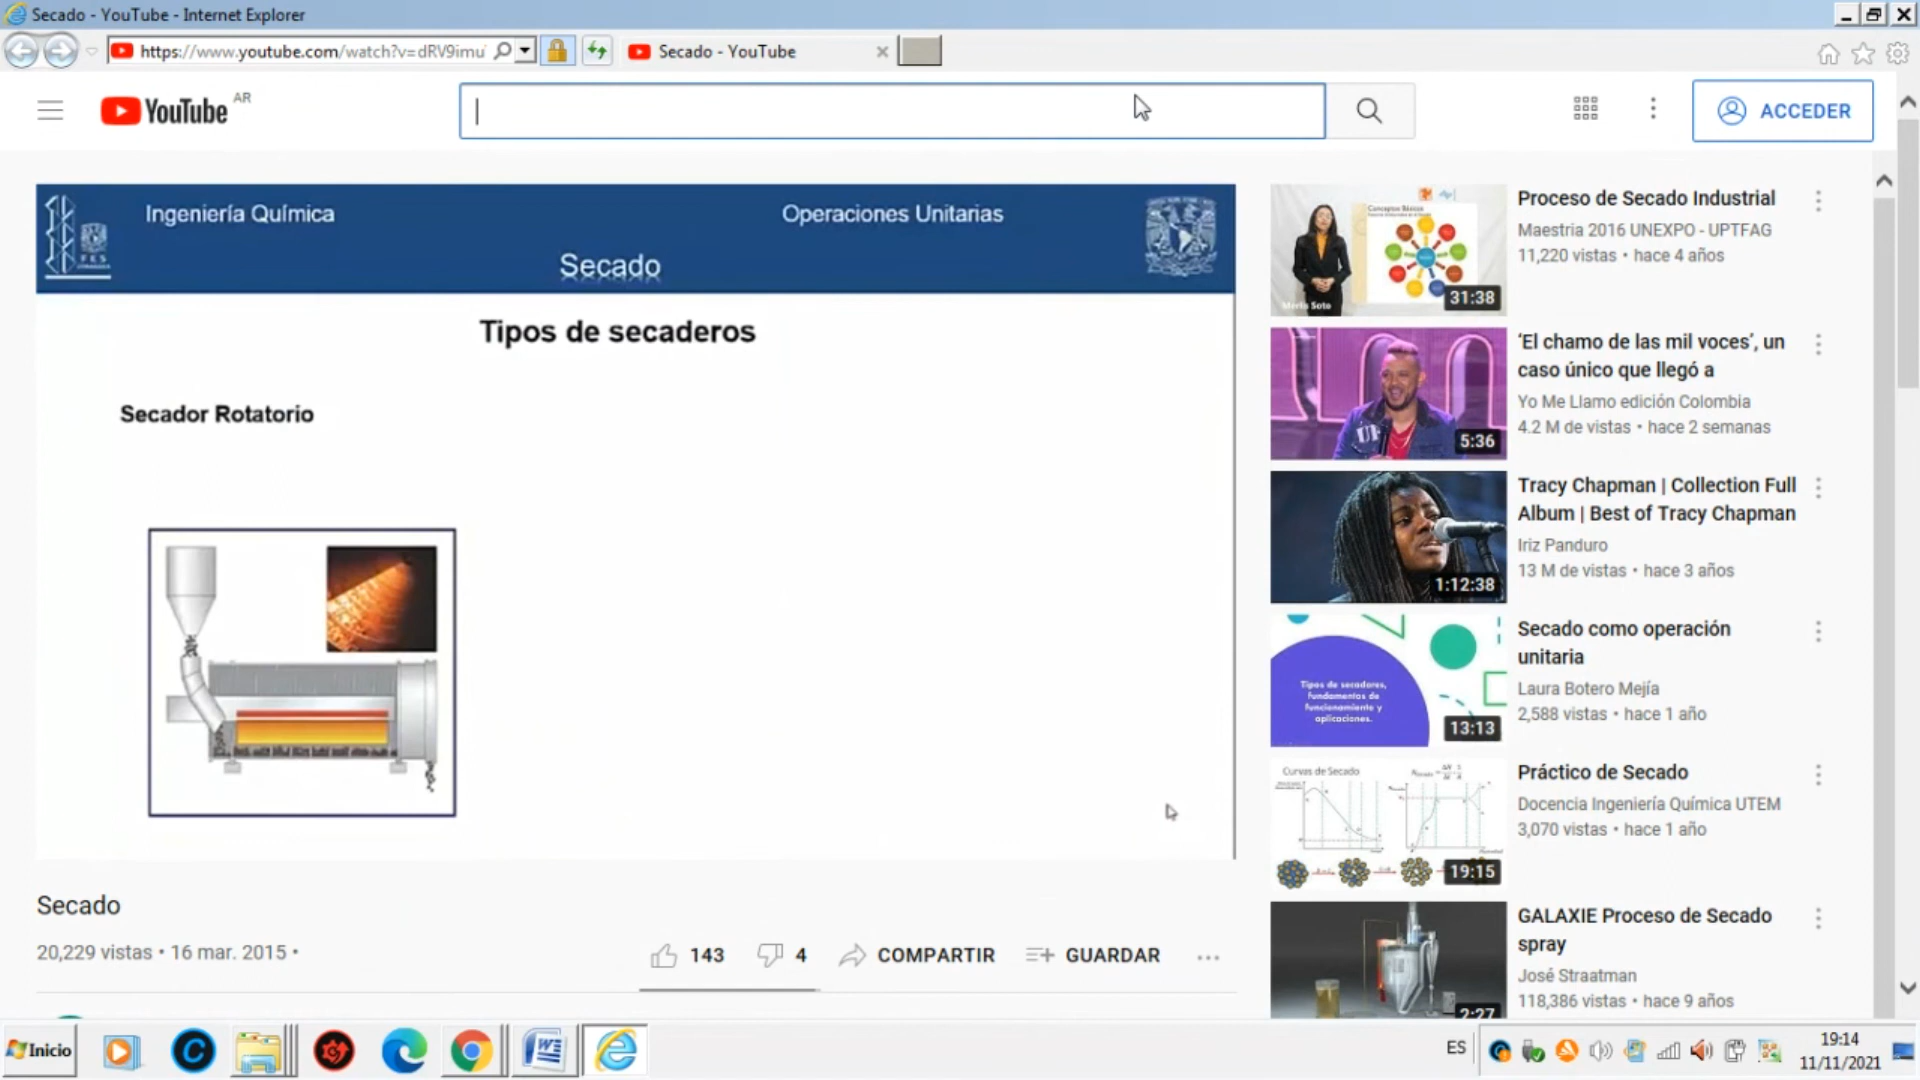 Secado - YouTube - Internet Explorer
https://www.youtube.com/watch?v=dRV9imu
Secado - YouTube
YouTube AR
ACCEDER
Ingeniería Química
Operaciones Unitarias
Secado
FES
Tipos de secaderos
Secador Rotatorio
Secado
20,229 vistas • 16 mar. 2015 •
143
4
COMPARTIR
GUARDAR
Conceptos Básicos
31:38
Proceso de Secado Industrial
Maestria 2016 UNEXPO - UPTFAG
11,220 vistas • hace 4 años
UP
5:36
‘El chamo de las mil voces’, un
caso único que llegó a
Yo Me Llamo edición Colombia
4.2 M de vistas • hace 2 semanas
1:12:38
Tracy Chapman | Collection Full
Album | Best of Tracy Chapman
Iriz Panduro
13 M de vistas • hace 3 años
Tipos de secadores,
fundamentos de
funcionamiento y
aplicaciones.
13:13
Secado como operación
unitaria
Laura Botero Mejía
2,588 vistas • hace 1 año
Curvas de Secado
19:15
Práctico de Secado
Docencia Ingeniería Química UTEM
3,070 vistas • hace 1 año
2:27
GALAXIE Proceso de Secado
spray
José Straatman
118,386 vistas • hace 9 años
Inicio
ES
19:14
11/11/2021